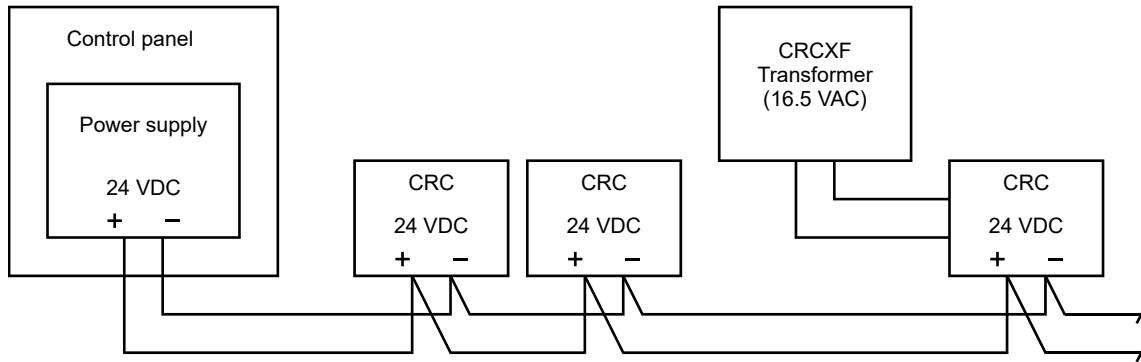 Control panel
Power supply
24 VDC
+ −
CRC
24 VDC
+ −
CRC
24 VDC
+ −
CRCXF
Transformer
(16.5 VAC)
CRC
24 VDC
+ −